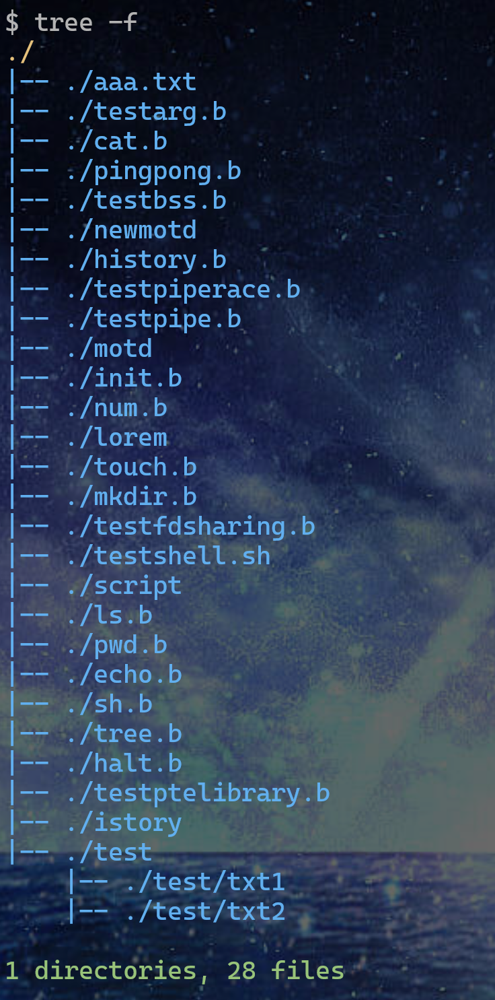 $ tree -f
./
|-- ./aaa.txt
|-- ./testarg.b
|-- ./cat.b
|-- ./pingpong.b
|-- ./testbss.b
|-- ./newmotd
|-- ./history.b
|-- ./testpiperace.b
|-- ./testpipe.b
|-- ./motd
|-- ./init.b
|-- ./num.b
|-- ./lorem
|-- ./touch.b
|-- ./mkdir.b
|-- ./testfdsharing.b
|-- ./testshell.sh
|-- ./script
|-- ./ls.b
|-- ./pwd.b
|-- ./echo.b
|-- ./sh.b
|-- ./tree.b
|-- ./halt.b
|-- ./testptelibrary.b
|-- ./istory
|-- ./test
    |-- ./test/txt1
    |-- ./test/txt2
1 directories, 28 files